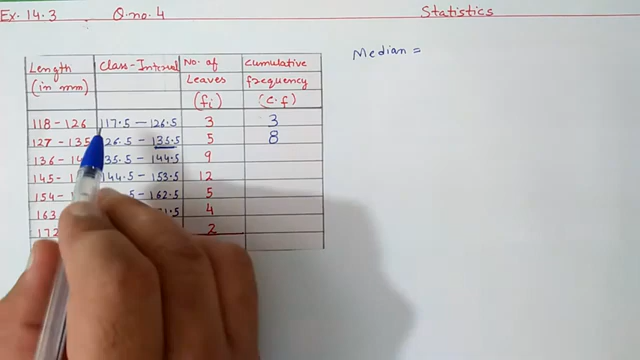 Ex. 14.3 Q.no. 4 Statistics
Median =
Length (in mm) Class-Interval No. of Leaves (fi) Cumulative frequency (c.f)
118 - 126 117.5 - 126.5 3 3
127 - 135 126.5 - 135.5 5 8
136 - 135.5 - 144.5 9
145 - 144.5 - 153.5 12
154 - - 162.5 5
163 4
172 2